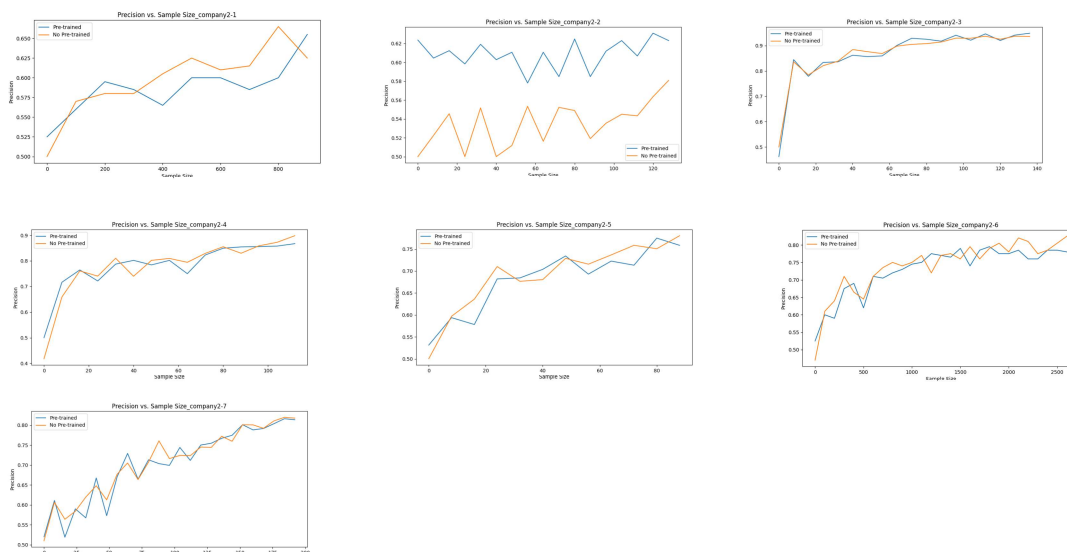 Precision vs. Sample Size_company2-1
Pre-trained
No Pre-trained
Precision
0.650
0.625
0.600
0.575
0.550
0.525
0.500
0 200 400 600 800
Sample Size
Precision vs. Sample Size_company2-2
Precision
0.62
0.60
0.58
0.56
0.54
0.52
0.50
Pre-trained
No Pre-trained
0 20 40 60 80 100 120
Sample Size
Precision vs. Sample Size_company2-3
Pre-trained
No Pre-trained
Precision
0.9
0.8
0.7
0.6
0.5
0 20 40 60 80 100 120 140
Sample Size
Precision vs. Sample Size_company2-4
Pre-trained
No Pre-trained
Precision
0.9
0.8
0.7
0.6
0.5
0.4
0 20 40 60 80 100
Sample Size
Precision vs. Sample Size_company2-5
Pre-trained
No Pre-trained
Precision
0.75
0.70
0.65
0.60
0.55
0.50
0 20 40 60 80
Sample Size
Precision vs. Sample Size_company2-6
Pre-trained
No Pre-trained
Precision
0.80
0.75
0.70
0.65
0.60
0.55
0.50
0 500 1000 1500 2000 2500
Sample Size
Precision vs. Sample Size_company2-7
Pre-trained
No Pre-trained
Precision
0.80
0.75
0.70
0.65
0.60
0.55
0.50
0 25 50 75 100 125 150 175 200